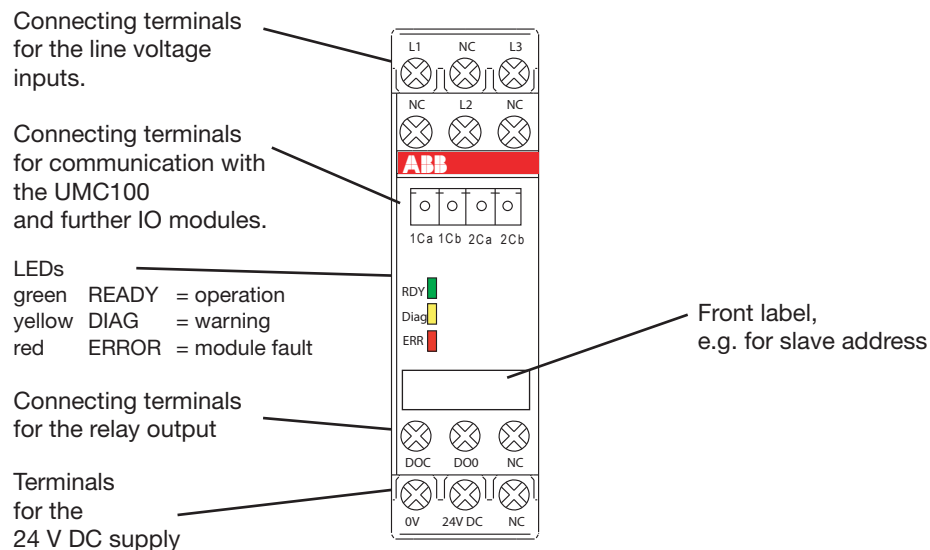 Connecting terminals
for the line voltage
inputs.
L1 NC L3
NC L2 NC
ABB
Connecting terminals
for communication with
the UMC100
and further IO modules.
1Ca 1Cb 2Ca 2Cb
LEDs
green READY = operation
yellow DIAG = warning
red ERROR = module fault
RDY
Diag
ERR
Front label,
e.g. for slave address
Connecting terminals
for the relay output
DOC DO0 NC
Terminals
for the
24 V DC supply
0V 24V DC NC